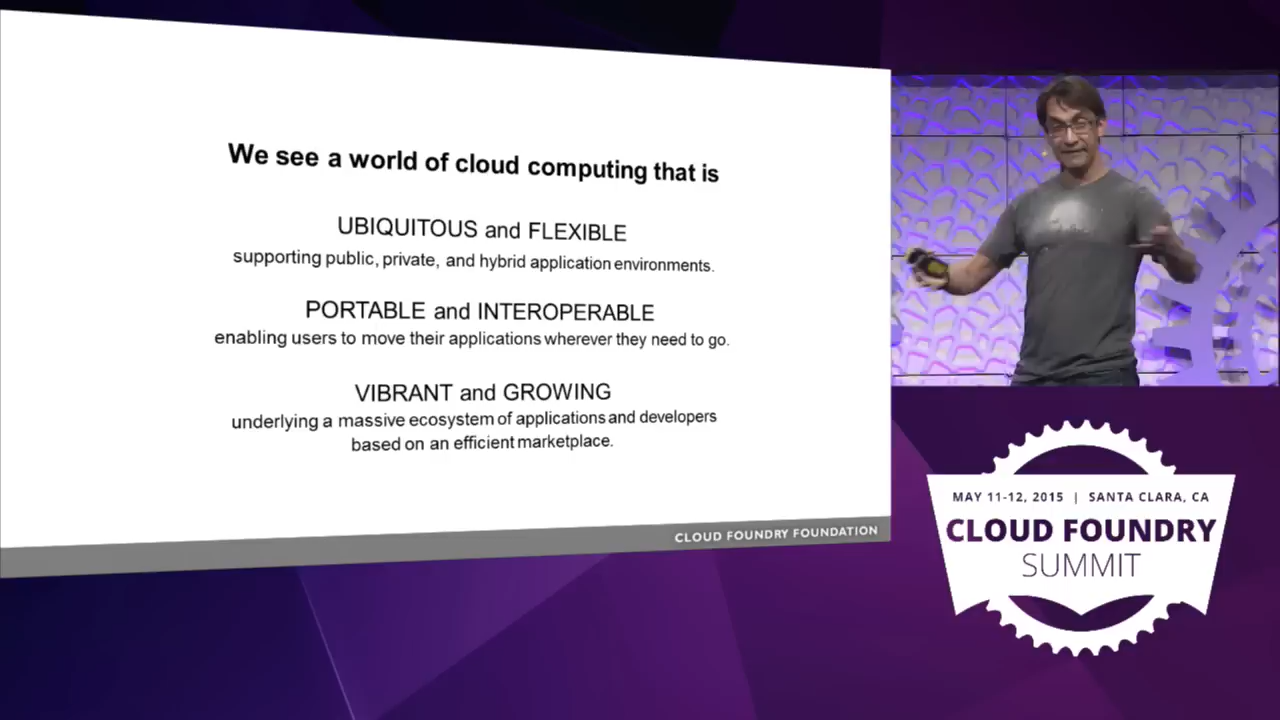 We see a world of cloud computing that is
UBIQUITOUS and FLEXIBLE
supporting public, private, and hybrid application environments.
PORTABLE and INTEROPERABLE
enabling users to move their applications wherever they need to go.
VIBRANT and GROWING
underlying a massive ecosystem of applications and developers
based on an efficient marketplace.
CLOUD FOUNDRY FOUNDATION
MAY 11-12, 2015 | SANTA CLARA, CA
CLOUD FOUNDRY
SUMMIT